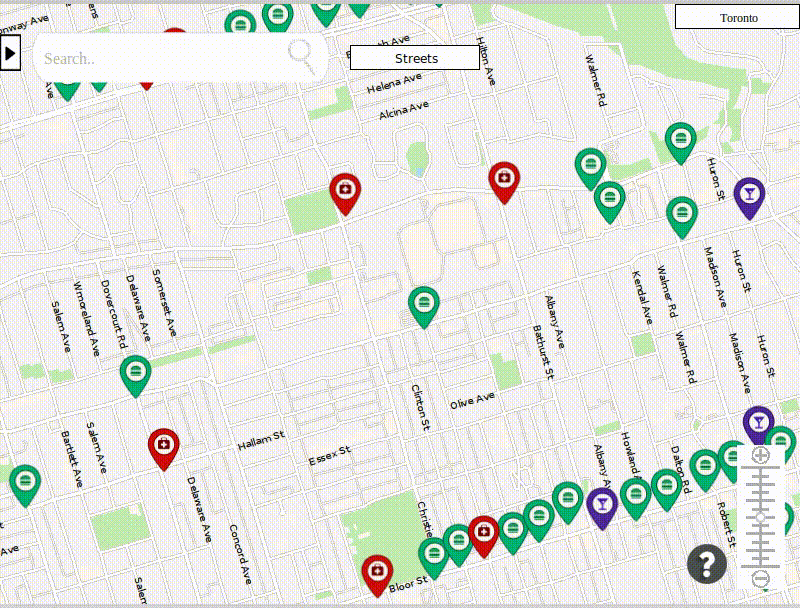 Toronto
onway Ave
ens
Search..
Streets
Ave
Helena Ave
Alcina Ave
Hilton Ave
Walmer Rd
Huron St
Salem Ave
Wmoreland Ave
Dovercourt Rd
Delaware Ave
Somerset Ave
Kendal Ave
Walmer Rd
Madison Ave
Huron St
Albany Ave
Bathurst St
Walmer Rd
Madison Ave
Huron St
Clinton St
Olive Ave
Bartlett Ave
Salem Ave
Hallam St
Essex St
Albany A
Howland A
Dalton Rd
Delaware Ave
Concord Ave
Christie
Robert St
Ave
Salem
Bloor St
?